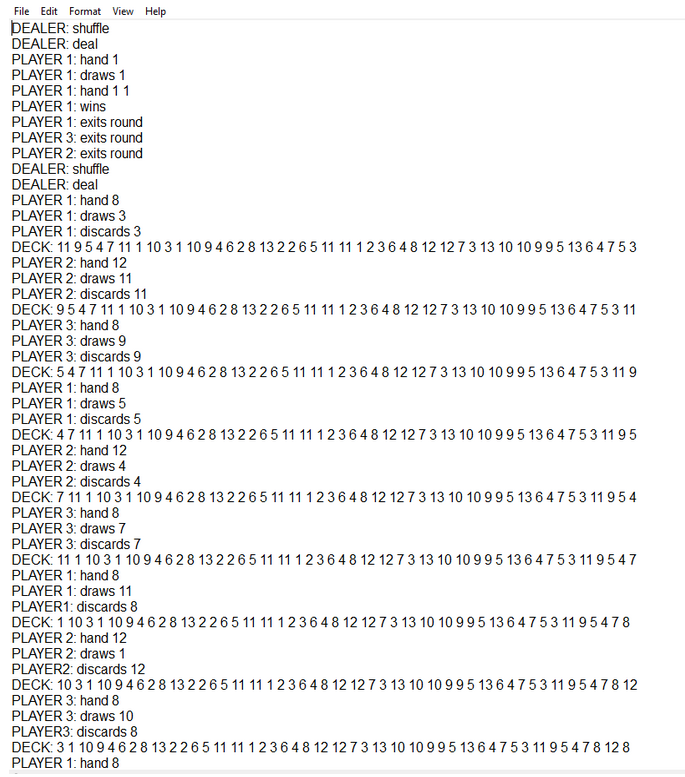 File Edit Format View Help
DEALER: shuffle
DEALER: deal
PLAYER 1: hand 1
PLAYER 1: draws 1
PLAYER 1: hand 1 1
PLAYER 1: wins
PLAYER 1: exits round
PLAYER 3: exits round
PLAYER 2: exits round
DEALER: shuffle
DEALER: deal
PLAYER 1: hand 8
PLAYER 1: draws 3
PLAYER 1: discards 3
DECK: 11 9 5 4 7 11 1 10 3 1 10 9 4 6 2 8 13 2 2 6 5 11 11 1 2 3 6 4 8 12 12 7 3 13 10 10 9 9 5 13 6 4 7 5 3
PLAYER 2: hand 12
PLAYER 2: draws 11
PLAYER 2: discards 11
DECK: 9 5 4 7 11 1 10 3 1 10 9 4 6 2 8 13 2 2 6 5 11 11 1 2 3 6 4 8 12 12 7 3 13 10 10 9 9 5 13 6 4 7 5 3 11
PLAYER 3: hand 8
PLAYER 3: draws 9
PLAYER 3: discards 9
DECK: 5 4 7 11 1 10 3 1 10 9 4 6 2 8 13 2 2 6 5 11 11 1 2 3 6 4 8 12 12 7 3 13 10 10 9 9 5 13 6 4 7 5 3 11 9
PLAYER 1: hand 8
PLAYER 1: draws 5
PLAYER 1: discards 5
DECK: 4 7 11 1 10 3 1 10 9 4 6 2 8 13 2 2 6 5 11 11 1 2 3 6 4 8 12 12 7 3 13 10 10 9 9 5 13 6 4 7 5 3 11 9 5
PLAYER 2: hand 12
PLAYER 2: draws 4
PLAYER 2: discards 4
DECK: 7 11 1 10 3 1 10 9 4 6 2 8 13 2 2 6 5 11 11 1 2 3 6 4 8 12 12 7 3 13 10 10 9 9 5 13 6 4 7 5 3 11 9 5 4
PLAYER 3: hand 8
PLAYER 3: draws 7
PLAYER 3: discards 7
DECK: 11 1 10 3 1 10 9 4 6 2 8 13 2 2 6 5 11 11 1 2 3 6 4 8 12 12 7 3 13 10 10 9 9 5 13 6 4 7 5 3 11 9 5 4 7
PLAYER 1: hand 8
PLAYER 1: draws 11
PLAYER1: discards 8
DECK: 1 10 3 1 10 9 4 6 2 8 13 2 2 6 5 11 11 1 2 3 6 4 8 12 12 7 3 13 10 10 9 9 5 13 6 4 7 5 3 11 9 5 4 7 8
PLAYER 2: hand 12
PLAYER 2: draws 1
PLAYER2: discards 12
DECK: 10 3 1 10 9 4 6 2 8 13 2 2 6 5 11 11 1 2 3 6 4 8 12 12 7 3 13 10 10 9 9 5 13 6 4 7 5 3 11 9 5 4 7 8 12
PLAYER 3: hand 8
PLAYER 3: draws 10
PLAYER3: discards 8
DECK: 3 1 10 9 4 6 2 8 13 2 2 6 5 11 11 1 2 3 6 4 8 12 12 7 3 13 10 10 9 9 5 13 6 4 7 5 3 11 9 5 4 7 8 12 8
PLAYER 1: hand 8